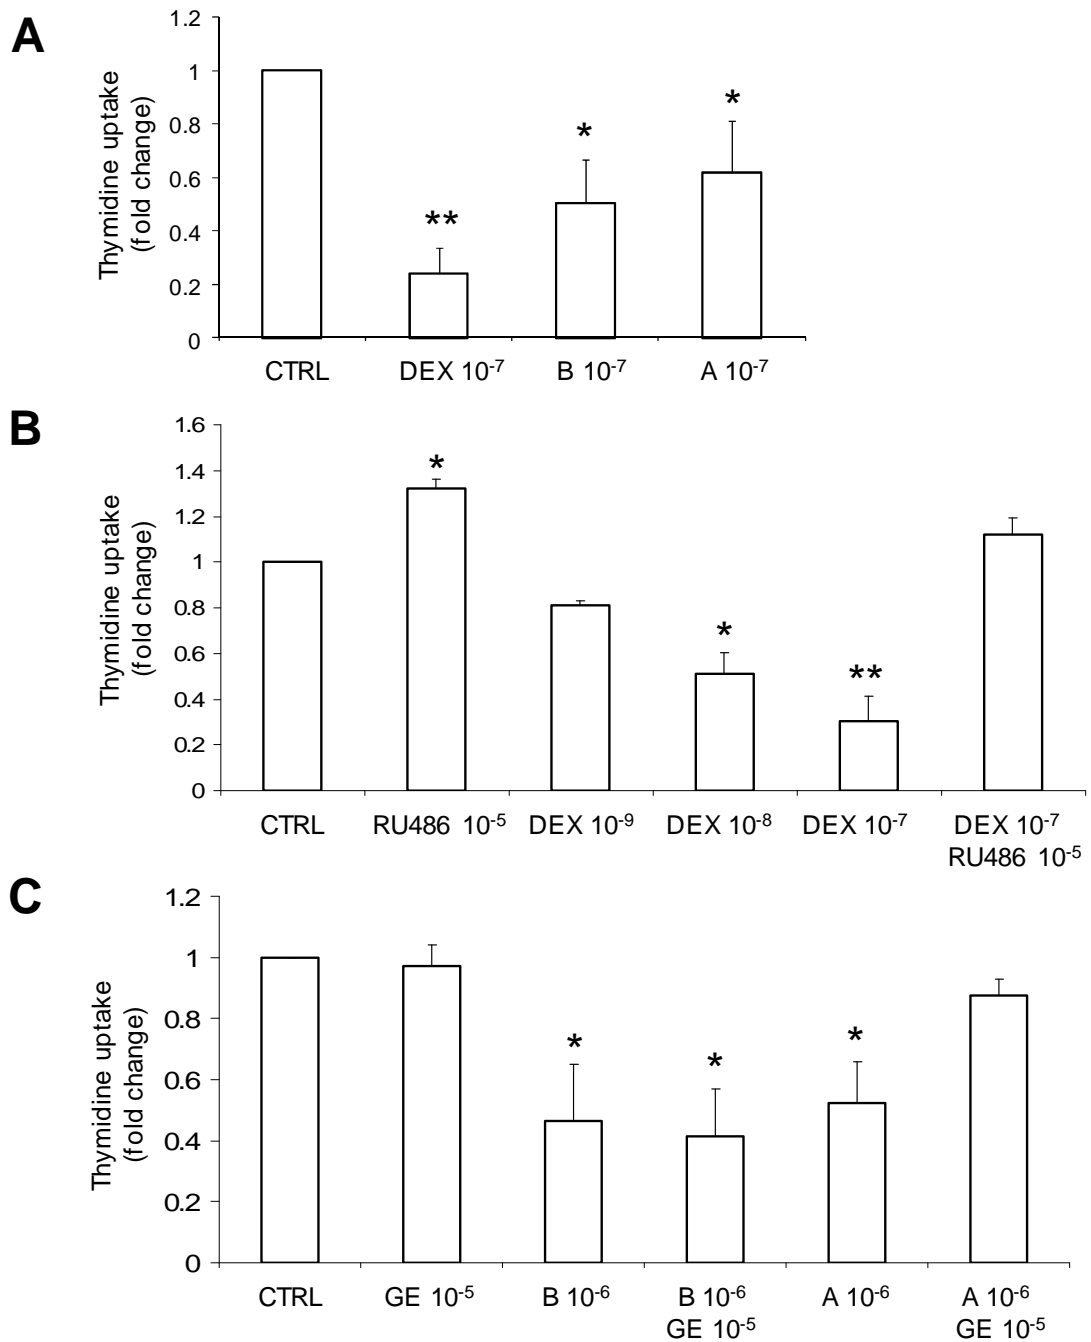 A
Thymidine uptake
(fold change)
1.2
1
0.8
0.6
0.4
0.2
0
*
**
*
CTRL DEX 10-7 B 10-7 A 10-7
B
Thymidine uptake
(fold change)
1.6
1.4
1.2
1
0.8
0.6
0.4
0.2
0
*
*
**
CTRL RU486 10-5 DEX 10-9 DEX 10-8 DEX 10-7 DEX 10-7
RU486 10-5
C
Thymidine uptake
(fold change)
1.2
1
0.8
0.6
0.4
0.2
0
*
*
*
CTRL GE 10-5 B 10-6 B 10-6 A 10-6 A 10-6
GE 10-5 GE 10-5